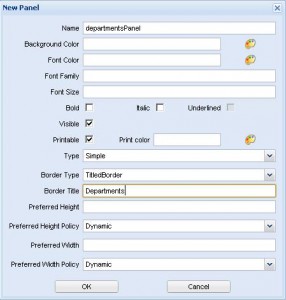 New Panel
Name departmentsPanel
Background Color
Font Color
Font Family
Font Size
Bold Italic Underlined
Visible
Printable Print color
Type Simple
Border Type TitledBorder
Border Title Departments
Preferred Height
Preferred Height Policy Dynamic
Preferred Width
Preferred Width Policy Dynamic
OK Cancel